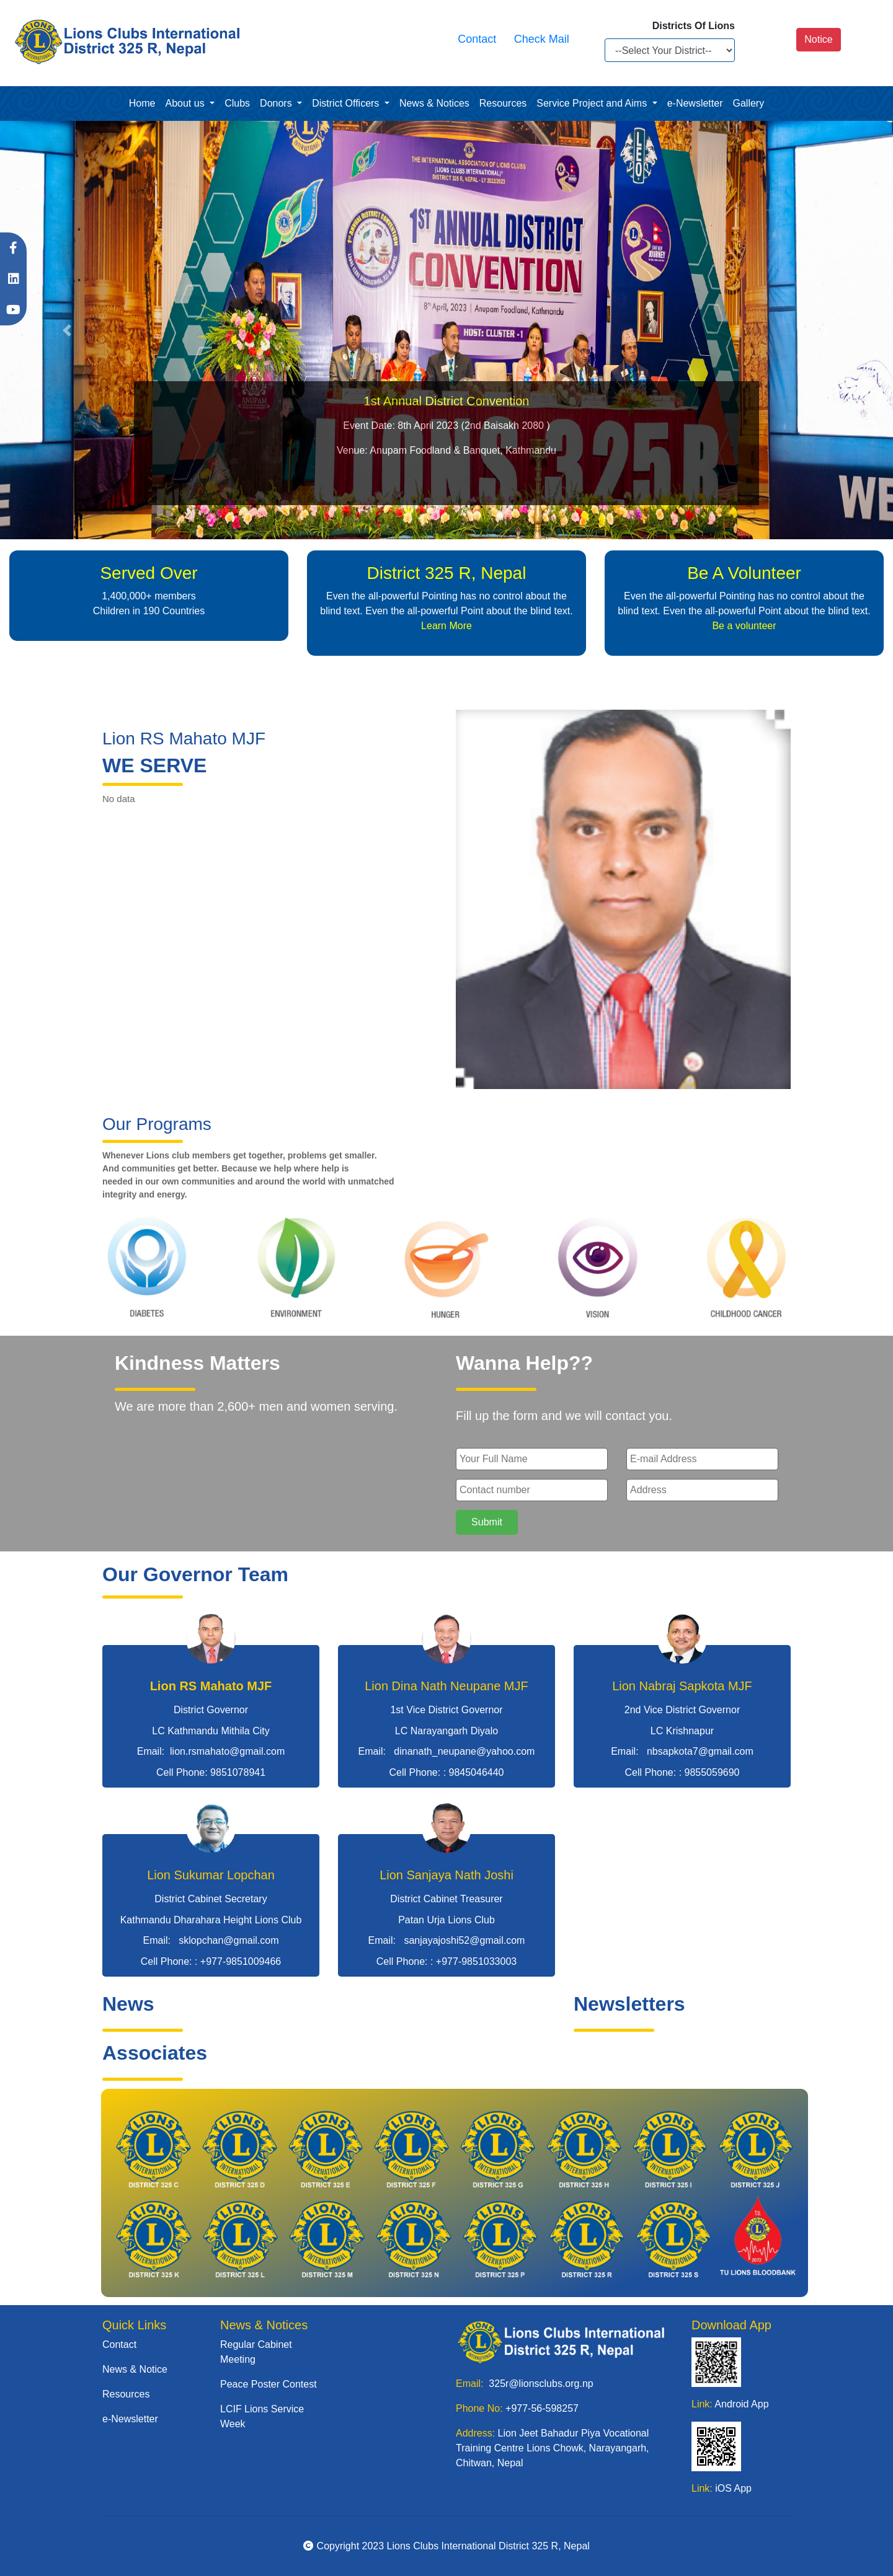 Lions Clubs International
District 325 R, Nepal
Contact
Check Mail
Districts Of Lions
--Select Your District--
Notice
Home
About us
Clubs
Donors
District Officers
News & Notices
Resources
Service Project and Aims
e-Newsletter
Gallery
THE INTERNATIONAL ASSOCIATION OF LIONS CLUBS
1ST ANNUAL DISTRICT
CONVENTION
8th April, 2023 | Anupam Foodland, Kathmandu
HOST: CLUSTER -1
LIONS 325R
1st Annual District Convention
Event Date: 8th April 2023 (2nd Baisakh 2080 )
Venue: Anupam Foodland & Banquet, Kathmandu
Served Over
1,400,000+ members
Children in 190 Countries
District 325 R, Nepal
Even the all-powerful Pointing has no control about the
blind text. Even the all-powerful Point about the blind text.
Learn More
Be A Volunteer
Even the all-powerful Pointing has no control about the
blind text. Even the all-powerful Point about the blind text.
Be a volunteer
Lion RS Mahato MJF
WE SERVE
No data
Our Programs
Whenever Lions club members get together, problems get smaller.
And communities get better. Because we help where help is
needed in our own communities and around the world with unmatched
integrity and energy.
DIABETES
ENVIRONMENT
HUNGER
VISION
CHILDHOOD CANCER
Kindness Matters
We are more than 2,600+ men and women serving.
Wanna Help??
Fill up the form and we will contact you.
Your Full Name
E-mail Address
Contact number
Address
Submit
Our Governor Team
Lion RS Mahato MJF
District Governor
LC Kathmandu Mithila City
Email: lion.rsmahato@gmail.com
Cell Phone: 9851078941
Lion Dina Nath Neupane MJF
1st Vice District Governor
LC Narayangarh Diyalo
Email: dinanath_neupane@yahoo.com
Cell Phone: : 9845046440
Lion Nabraj Sapkota MJF
2nd Vice District Governor
LC Krishnapur
Email: nbsapkota7@gmail.com
Cell Phone: : 9855059690
Lion Sukumar Lopchan
District Cabinet Secretary
Kathmandu Dharahara Height Lions Club
Email: sklopchan@gmail.com
Cell Phone: : +977-9851009466
Lion Sanjaya Nath Joshi
District Cabinet Treasurer
Patan Urja Lions Club
Email: sanjayajoshi52@gmail.com
Cell Phone: : +977-9851033003
News
Newsletters
Associates
DISTRICT 325 C
DISTRICT 325 D
DISTRICT 325 E
DISTRICT 325 F
DISTRICT 325 G
DISTRICT 325 H
DISTRICT 325 I
DISTRICT 325 J
DISTRICT 325 K
DISTRICT 325 L
DISTRICT 325 M
DISTRICT 325 N
DISTRICT 325 P
DISTRICT 325 R
DISTRICT 325 S
TU LIONS BLOODBANK
Quick Links
Contact
News & Notice
Resources
e-Newsletter
News & Notices
Regular Cabinet
Meeting
Peace Poster Contest
LCIF Lions Service
Week
Lions Clubs International
District 325 R, Nepal
Email: 325r@lionsclubs.org.np
Phone No: +977-56-598257
Address: Lion Jeet Bahadur Piya Vocational
Training Centre Lions Chowk, Narayangarh,
Chitwan, Nepal
Download App
Link: Android App
Link: iOS App
Copyright 2023 Lions Clubs International District 325 R, Nepal